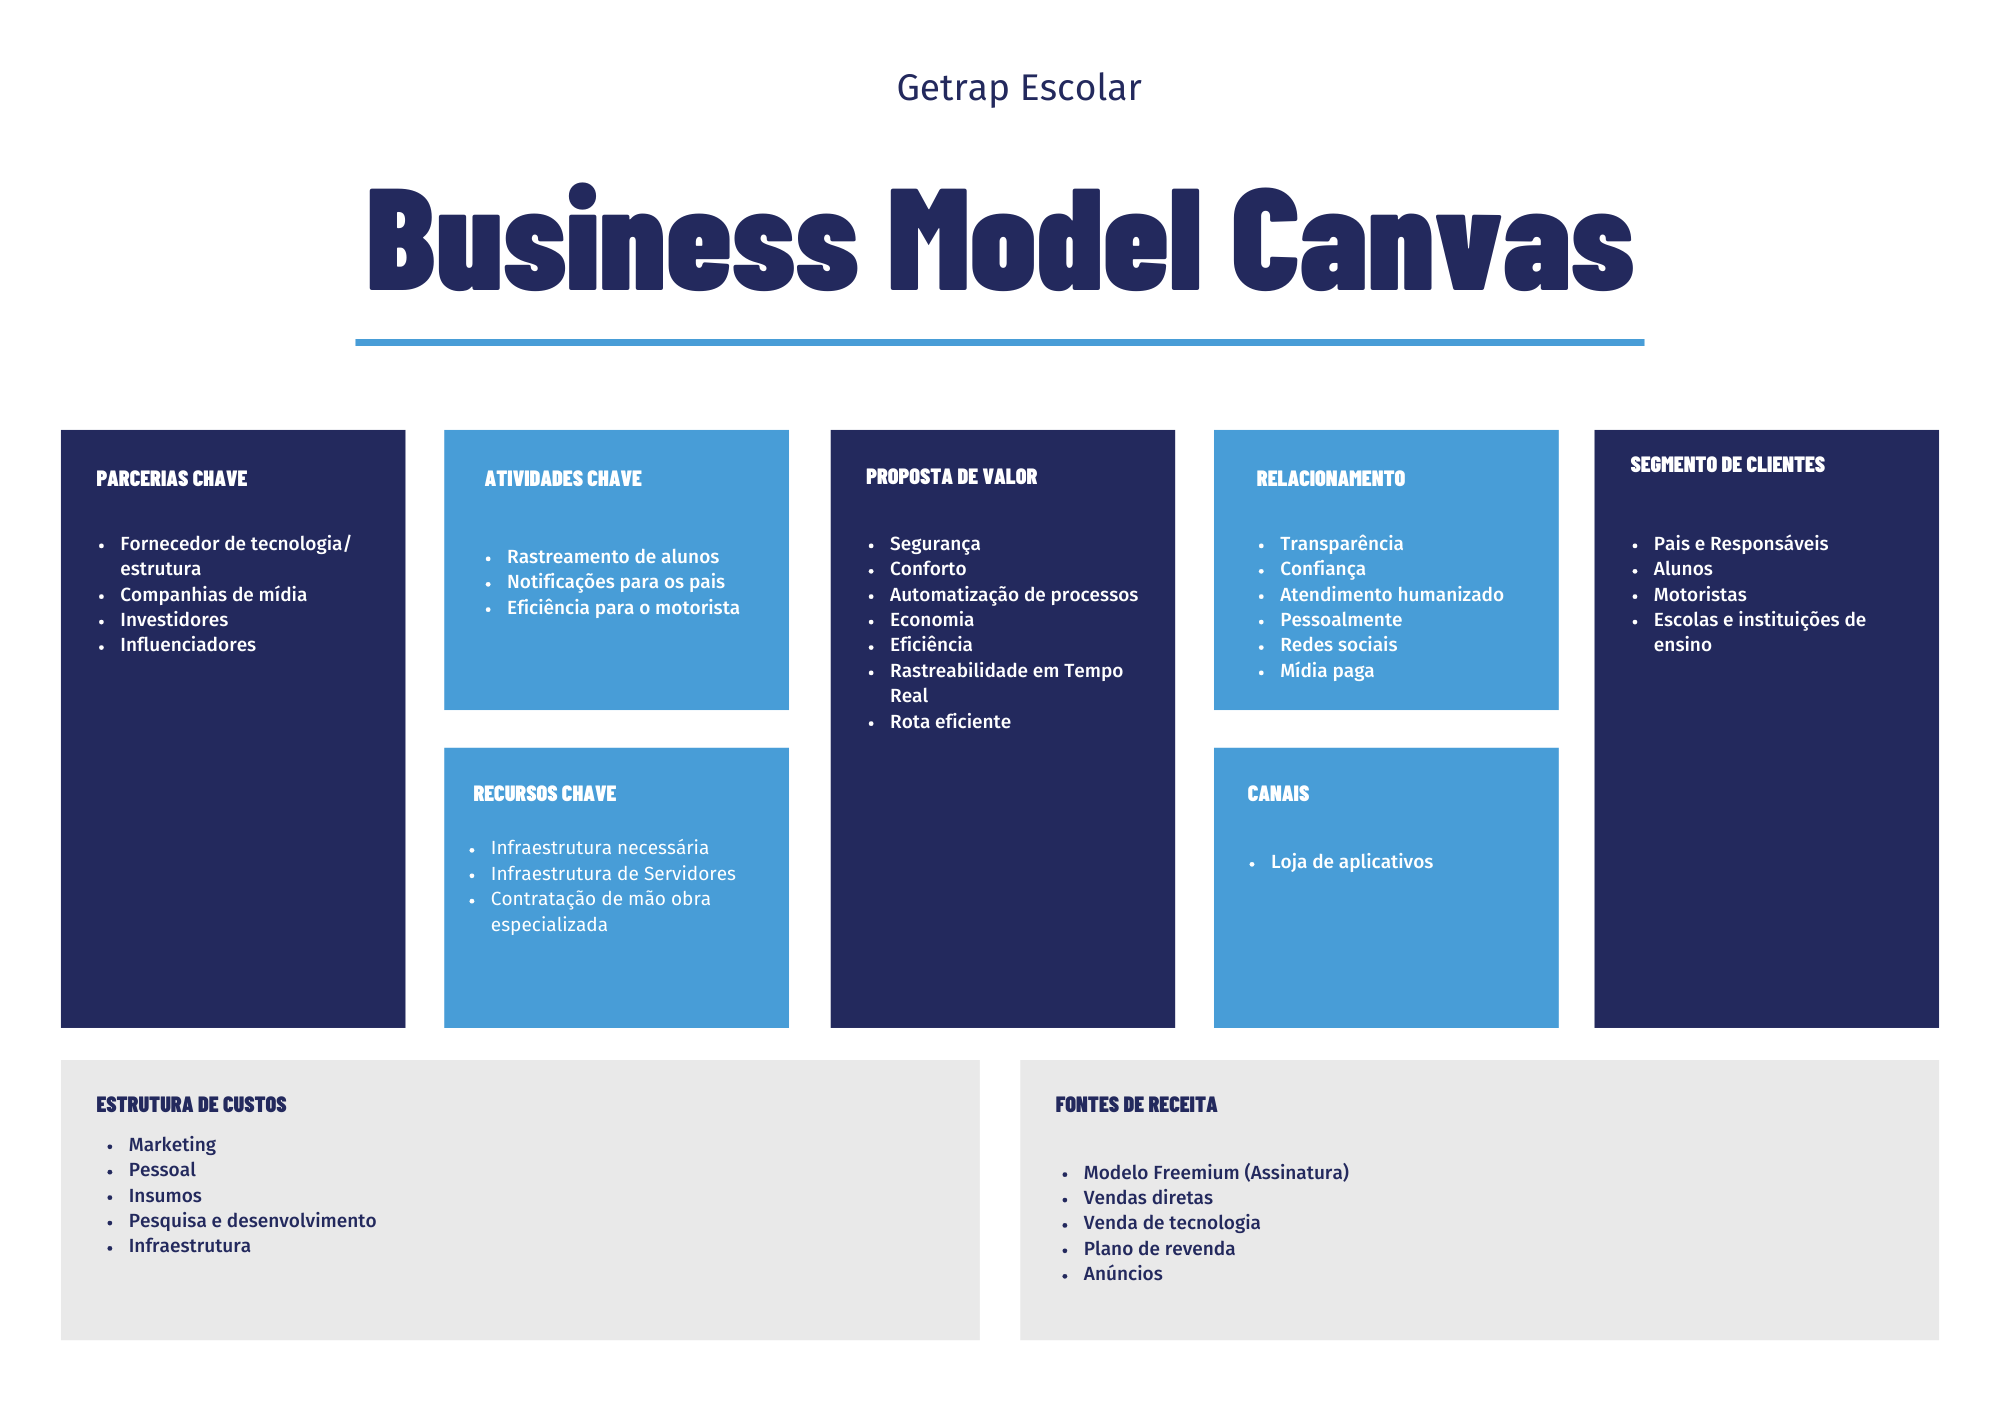 Getrap Escolar
Business Model Canvas
PARCERIAS CHAVE
• Fornecedor de tecnologia/
estrutura
• Companhias de mídia
• Investidores
• Influenciadores
ATIVIDADES CHAVE
• Rastreamento de alunos
• Notificações para os pais
• Eficiência para o motorista
RECURSOS CHAVE
• Infraestrutura necessária
• Infraestrutura de Servidores
• Contratação de mão obra
especializada
PROPOSTA DE VALOR
• Segurança
• Conforto
• Automatização de processos
• Economia
• Eficiência
• Rastreabilidade em Tempo
Real
• Rota eficiente
RELACIONAMENTO
• Transparência
• Confiança
• Atendimento humanizado
• Pessoalmente
• Redes sociais
• Mídia paga
CANAIS
• Loja de aplicativos
SEGMENTO DE CLIENTES
• Pais e Responsáveis
• Alunos
• Motoristas
• Escolas e instituições de
ensino
ESTRUTURA DE CUSTOS
• Marketing
• Pessoal
• Insumos
• Pesquisa e desenvolvimento
• Infraestrutura
FONTES DE RECEITA
• Modelo Freemium (Assinatura)
• Vendas diretas
• Venda de tecnologia
• Plano de revenda
• Anúncios